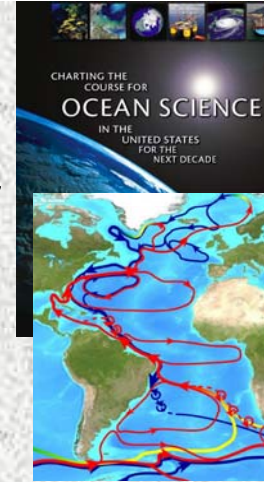 CHARTING THE
COURSE FOR
OCEAN SCIENCE
IN THE
UNITED STATES
FOR THE
NEXT DECADE